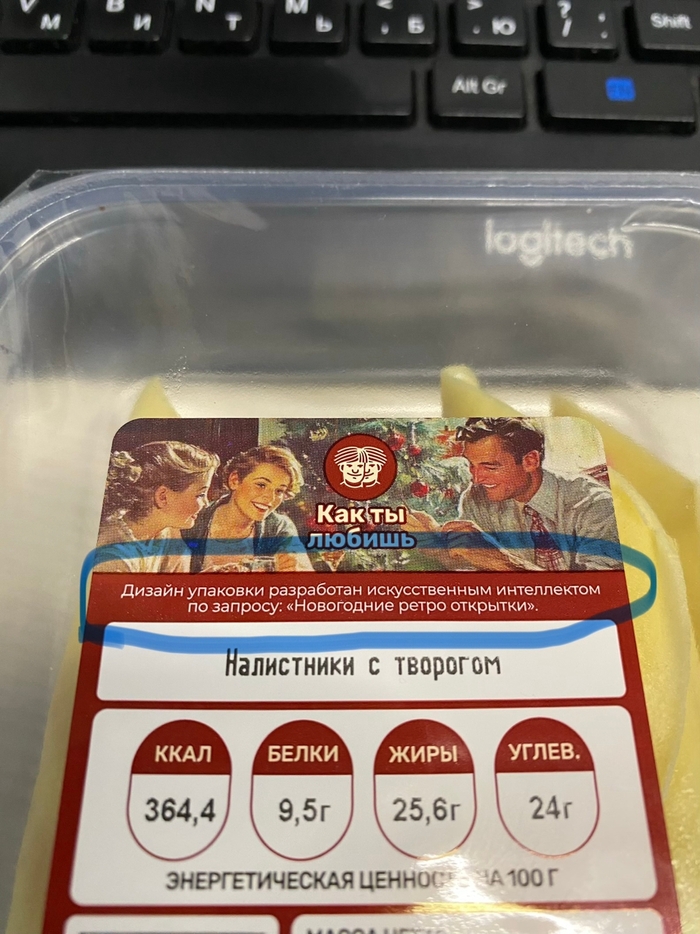 V М
B И
N Т
M Ь
< , Б
> . Ю
? / : .
Shift
Alt Gr
logitech
Как ты
любишь
Дизайн упаковки разработан искусственным интеллектом
по запросу: «Новогодние ретро открытки».
Налистники с творогом
ККАЛ БЕЛКИ ЖИРЫ УГЛЕВ.
364,4 9,5г 25,6г 24г
ЭНЕРГЕТИЧЕСКАЯ ЦЕННОСТЬ НА 100 Г